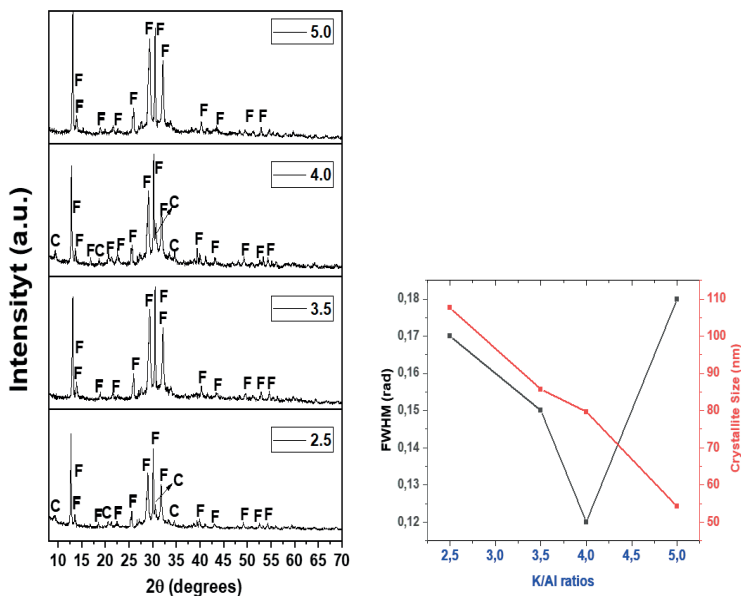 Intensityt (a.u.)
5.0
F F
F
F
F
F F F F
F F F F
4.0
F
F C
F
F
C F F F C F F C F F F F F
3.5
F
F F
F
F
F F F F F F F F
2.5
F
F
F
F C
C F F F C F F C F F F F
10 15 20 25 30 35 40 45 50 55 60 65 70
2θ (degrees)
FWHM (rad)
0,18
0,17
0,16
0,15
0,14
0,13
0,12
110
100
90
80
70
60
50
Crystallite Size (nm)
2,5 3,0 3,5 4,0 4,5 5,0
K/Al ratios